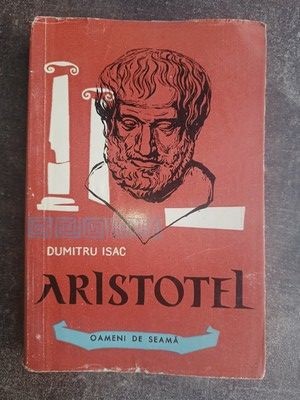 DUMITRU ISAC
ARISTOTEL
OAMENI DE SEAMĂ